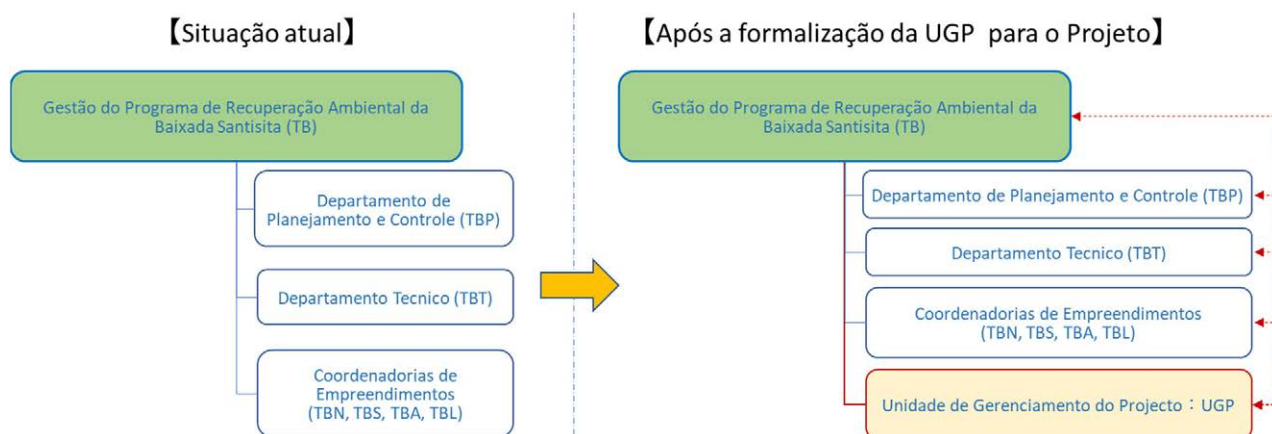 【Situação atual】
Gestão do Programa de Recuperação Ambiental da
Baixada Santisita (TB)
Departamento de
Planejamento e Controle (TBP)
Departamento Tecnico (TBT)
Coordenadorias de
Empreendimentos
(TBN, TBS, TBA, TBL)
【Após a formalização da UGP para o Projeto】
Gestão do Programa de Recuperação Ambiental da
Baixada Santisita (TB)
Departamento de Planejamento e Controle (TBP)
Departamento Tecnico (TBT)
Coordenadorias de Empreendimentos
(TBN, TBS, TBA, TBL)
Unidade de Gerenciamento do Projecto：UGP